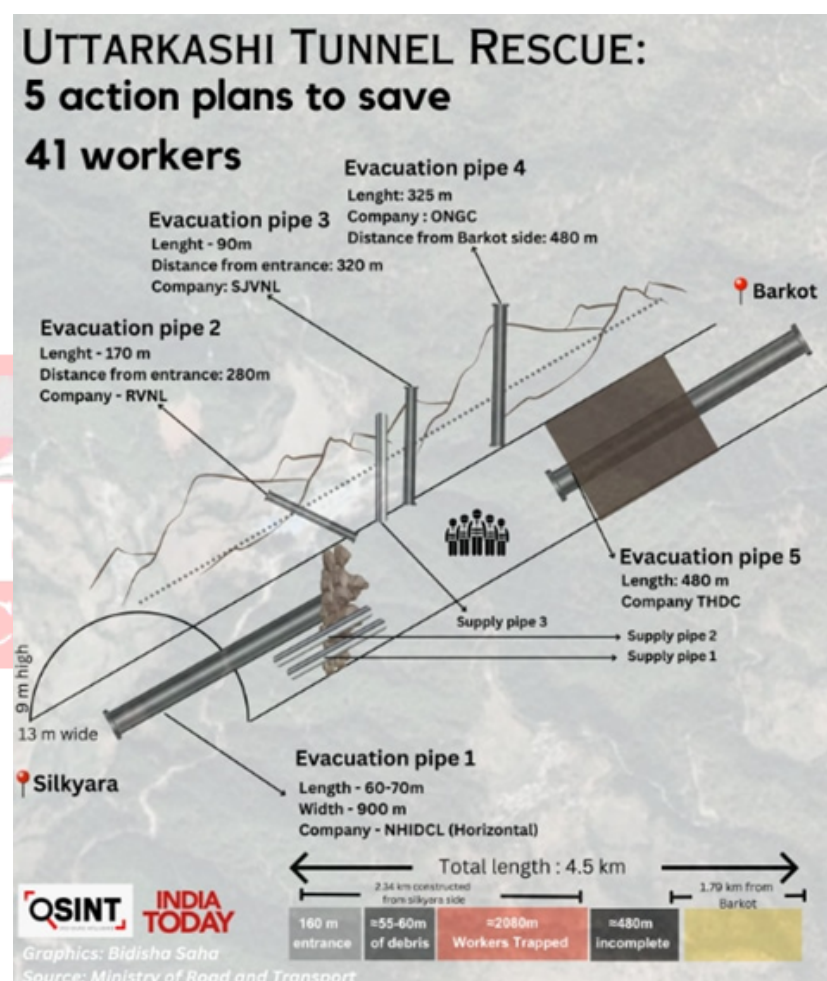 UTTARKASHI TUNNEL RESCUE:
5 action plans to save
41 workers
Evacuation pipe 4
Lenght: 325 m
Company : ONGC
Distance from Barkot side: 480 m
Evacuation pipe 3
Lenght - 90m
Distance from entrance: 320 m
Company: SJVNL
Evacuation pipe 2
Lenght - 170 m
Distance from entrance: 280m
Company - RVNL
Barkot
Evacuation pipe 5
Length: 480 m
Company THDC
Supply pipe 3
Supply pipe 2
Supply pipe 1
9 m high
13 m wide
Silkyara
Evacuation pipe 1
Length - 60-70m
Width - 900 m
Company - NHIDCL (Horizontal)
Total length : 4.5 km
2.34 km constructed
from silkyara side
1.79 km from
Barkot
160 m
entrance
≈55-60m
of debris
≈2080m
Workers Trapped
≈480m
incomplete
OSINT
INDIA
TODAY
Graphics: Bidisha Saha
Source: Ministry of Road and Transport